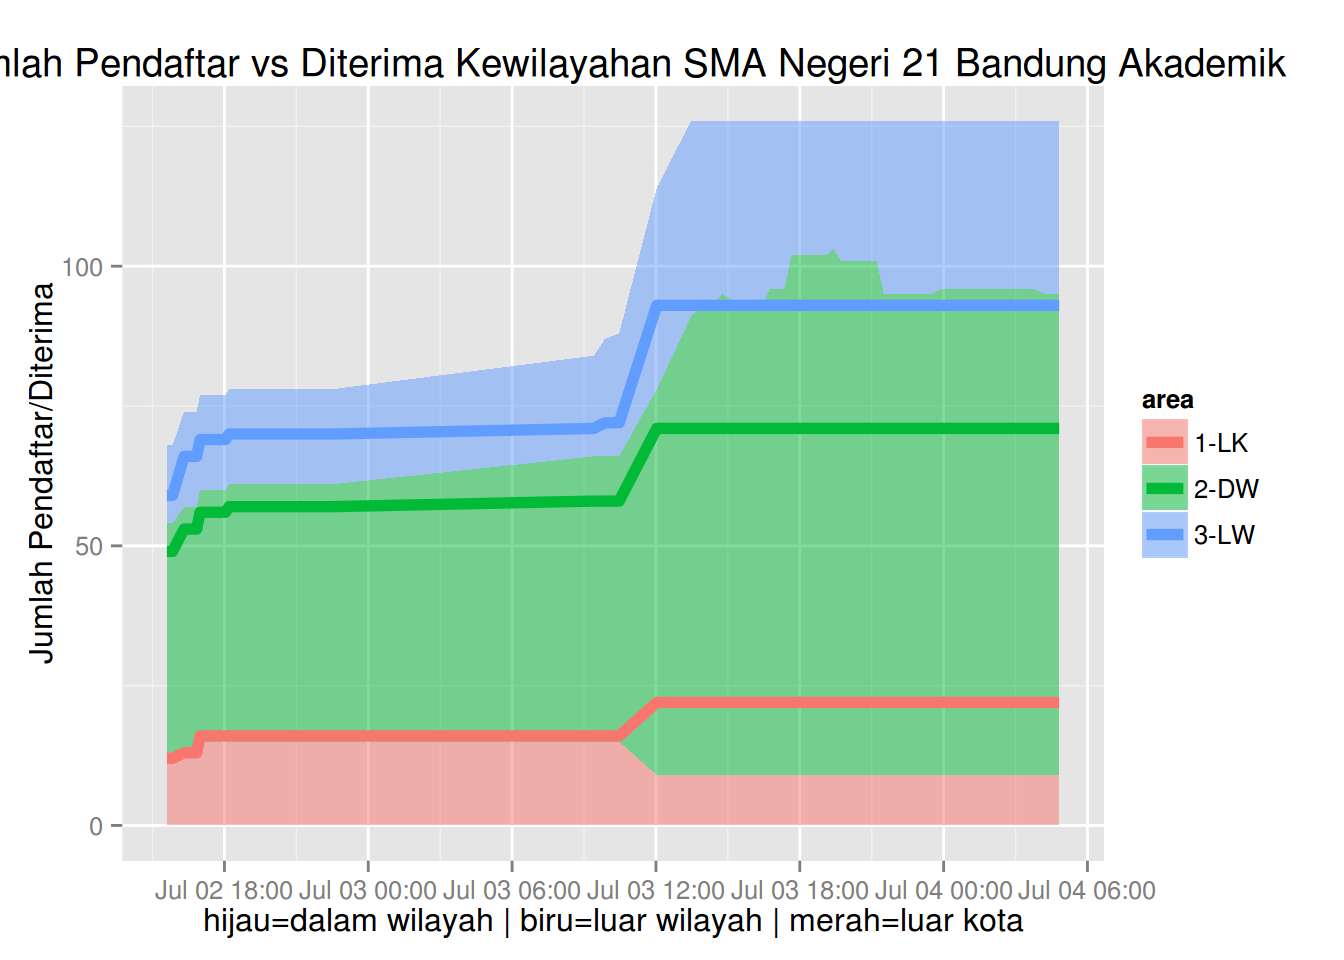 Pendaftar vs Diterima Kewilayahan SMA Negeri 21 Bandung Akademik
Jumlah Pendaftar/Diterima
100
50
0
area
1-LK
2-DW
3-LW
Jul 02 18:00 Jul 03 00:00 Jul 03 06:00 Jul 03 12:00 Jul 03 18:00 Jul 04 00:00 Jul 04 06:00
hijau=dalam wilayah | biru=luar wilayah | merah=luar kota